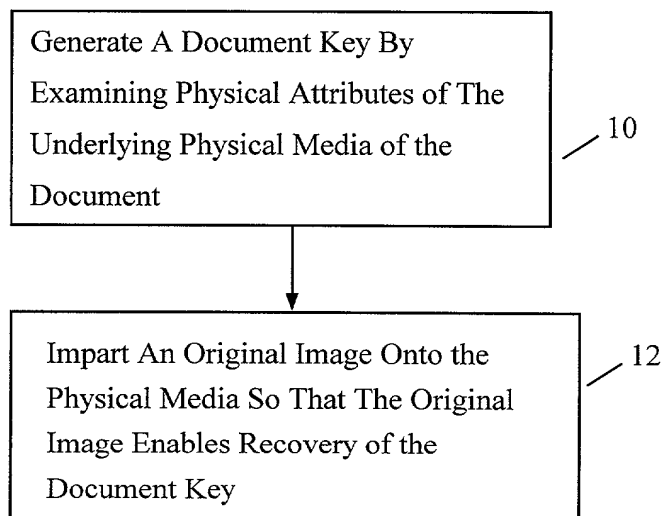 Generate A Document Key By
Examining Physical Attributes of The
Underlying Physical Media of the
Document
10
Impart An Original Image Onto the
Physical Media So That The Original
Image Enables Recovery of the
Document Key
12